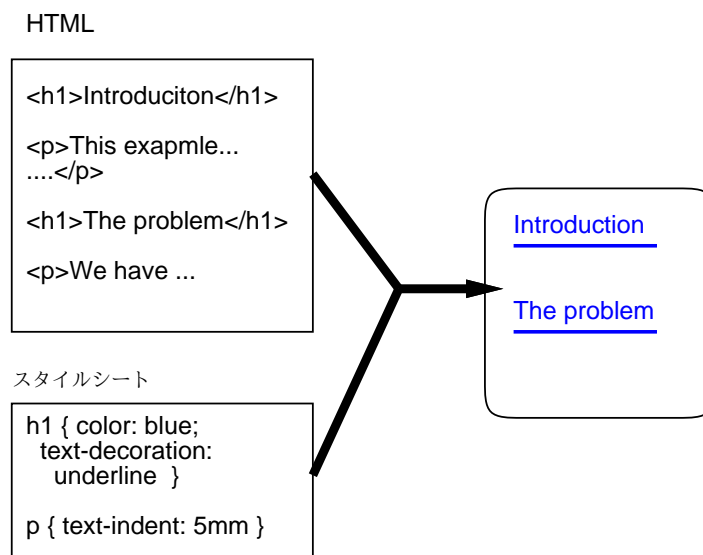 HTML
<h1>Introduciton</h1>
<p>This exapmle...
....</p>
<h1>The problem</h1>
<p>We have ...
スタイルシート
h1 { color: blue;
text-decoration:
underline }
p { text-indent: 5mm }
Introduction
The problem